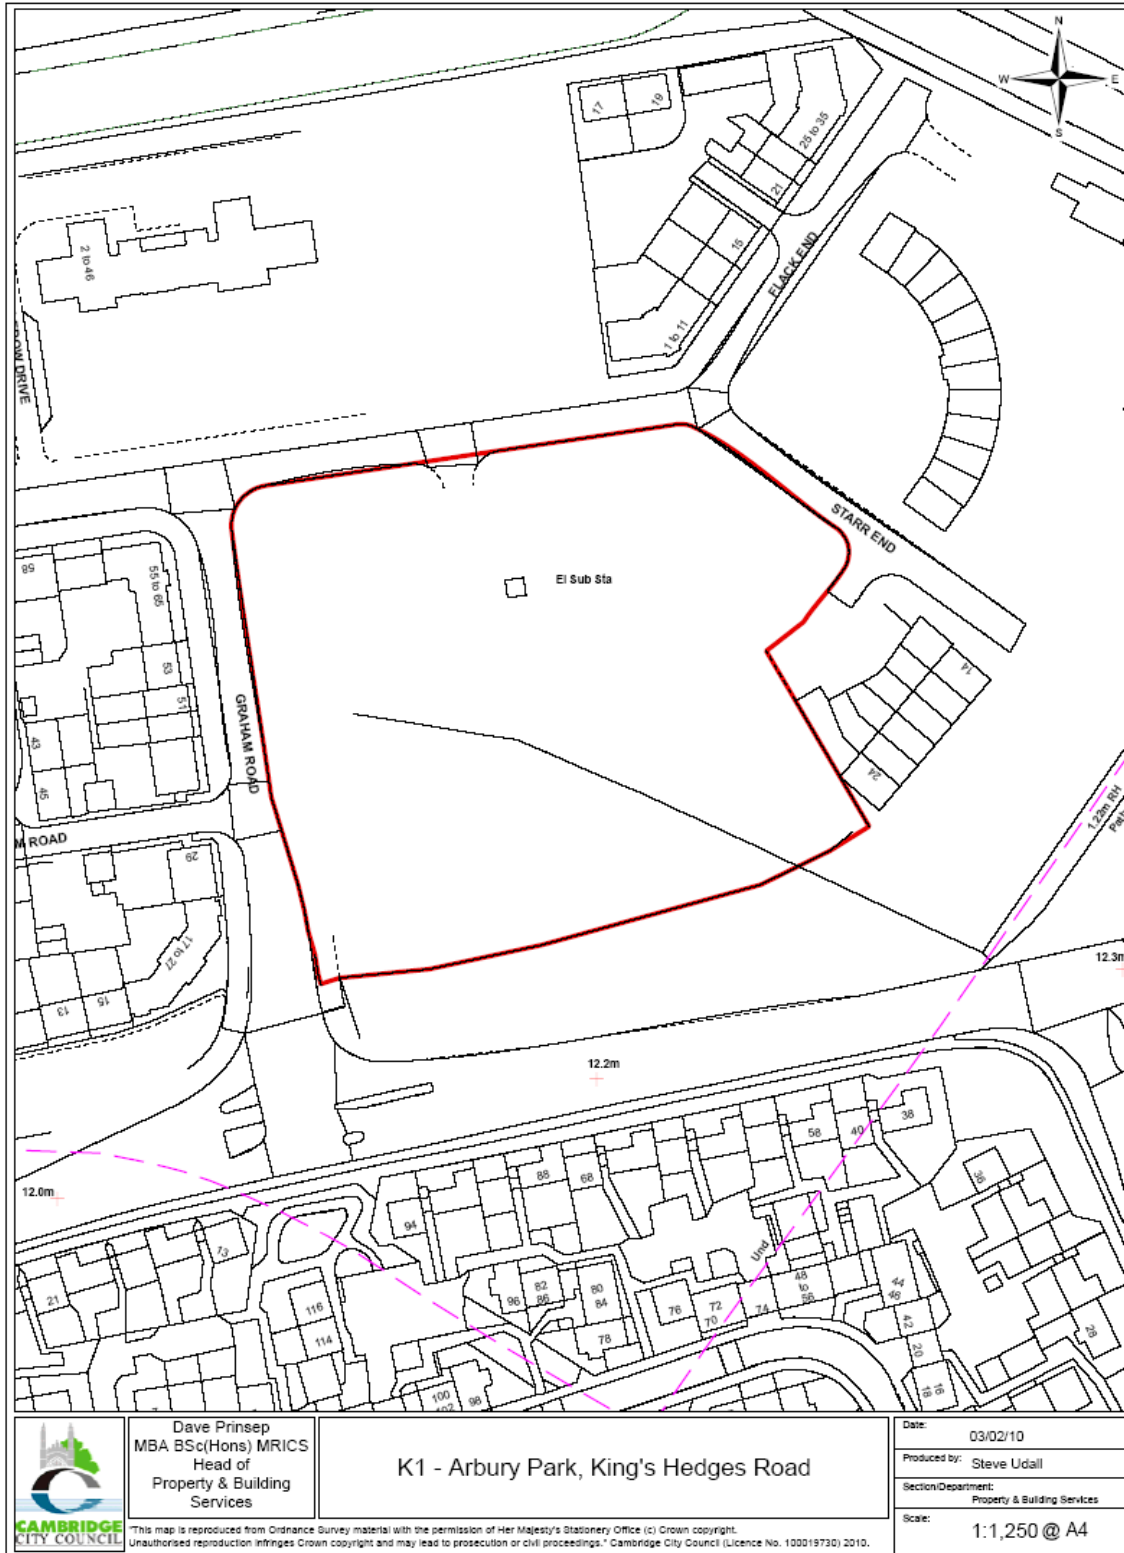 N
W
E
S
17
19
25 to 35
21
15
FLACK END
1 to 11
2 to 46
STARR END
El Sub Sta
58
55 to 65
53
51
43
45
GRAHAM ROAD
M ROAD
29
17 to 27
15
13
14
24
1.22m RH
12.3m
12.2m
12.0m
38
40
58
36
88
68
94
13
21
116
114
96
82
86
80
84
78
76
72
70
74
48
to
56
44
46
42
20
18
16
28
Und
100
102
98
CAMBRIDGE
CITY COUNCIL
Dave Prinsep
MBA BSc(Hons) MRICS
Head of
Property & Building
Services
K1 - Arbury Park, King's Hedges Road
Date:
03/02/10
Produced by: Steve Udall
Section/Department:
Property & Building Services
Scale:
1:1,250 @ A4
"This map is reproduced from Ordnance Survey material with the permission of Her Majesty's Stationery Office (c) Crown copyright.
Unauthorised reproduction infringes Crown copyright and may lead to prosecution or civil proceedings." Cambridge City Council (Licence No. 100019730) 2010.